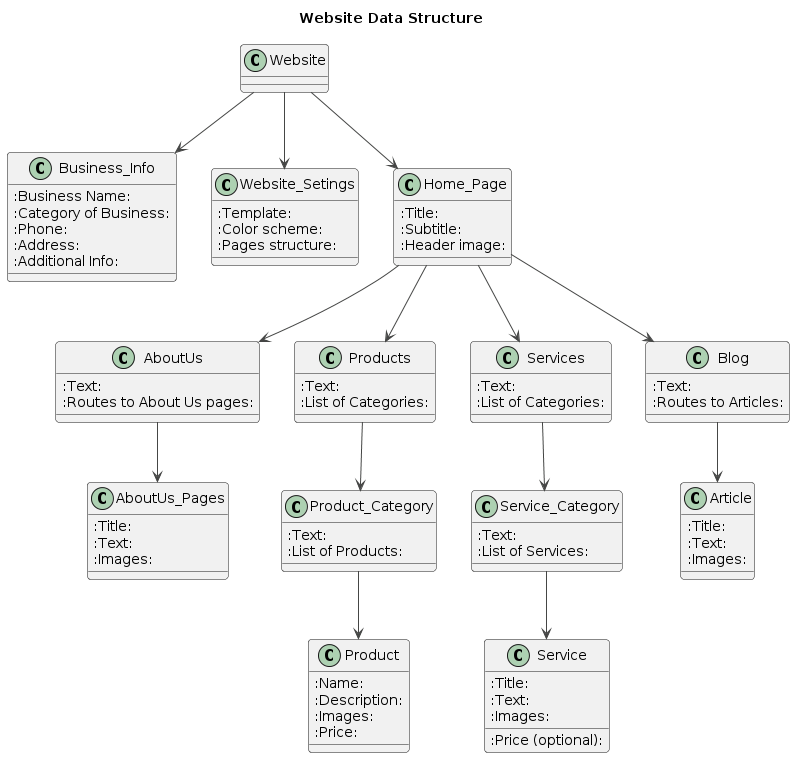 Website Data Structure
C Website
C Business_Info
:Business Name:
:Category of Business:
:Phone:
:Address:
:Additional Info:
C Website_Setings
:Template:
:Color scheme:
:Pages structure:
C Home_Page
:Title:
:Subtitle:
:Header image:
C AboutUs
:Text:
:Routes to About Us pages:
C Products
:Text:
:List of Categories:
C Services
:Text:
:List of Categories:
C Blog
:Text:
:Routes to Articles:
C AboutUs_Pages
:Title:
:Text:
:Images:
C Product_Category
:Text:
:List of Products:
C Service_Category
:Text:
:List of Services:
C Article
:Title:
:Text:
:Images:
C Product
:Name:
:Description:
:Images:
:Price:
C Service
:Title:
:Text:
:Images:
:Price (optional):